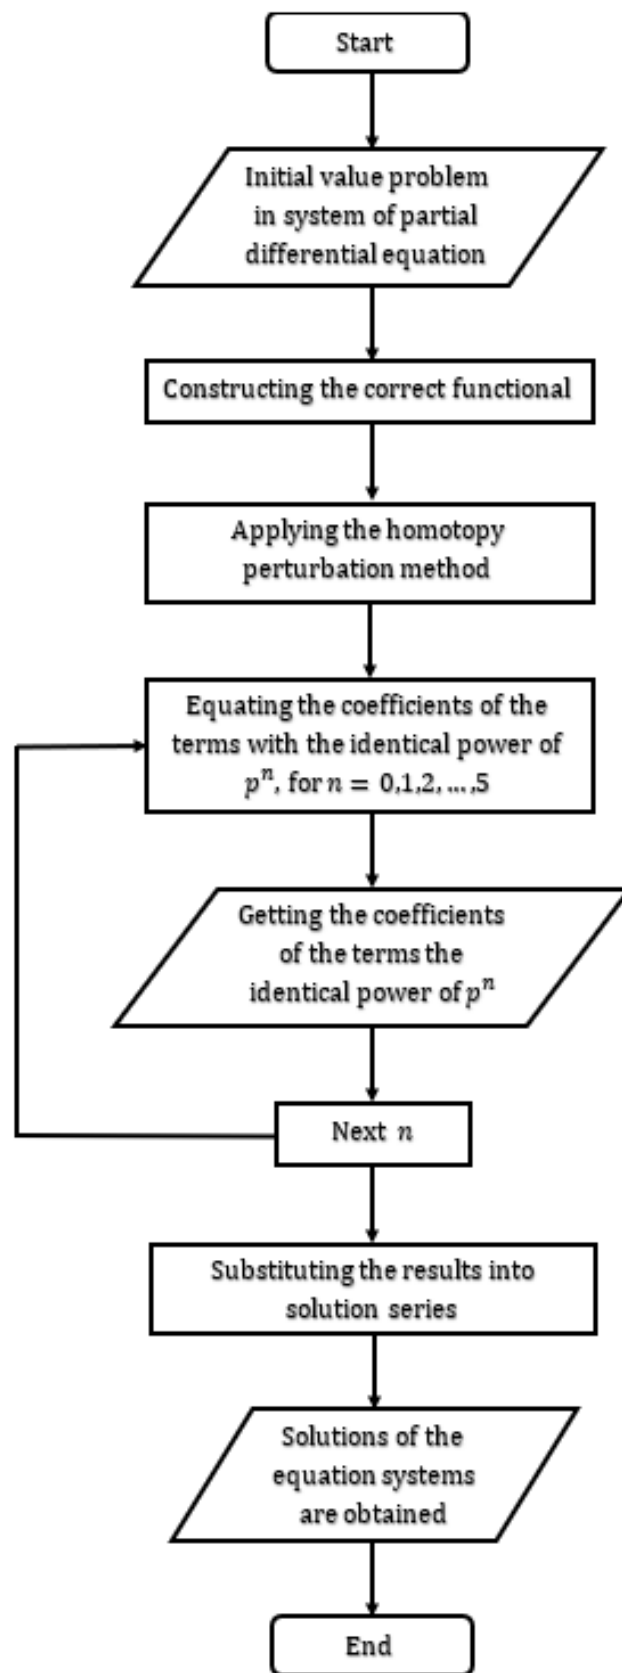 Start
Initial value problem
in system of partial
differential equation
Constructing the correct functional
Applying the homotopy
perturbation method
Equating the coefficients of the
terms with the identical power of
pⁿ, for n = 0,1,2, ... ,5
Getting the coefficients
of the terms the
identical power of pⁿ
Next n
Substituting the results into
solution series
Solutions of the
equation systems
are obtained
End